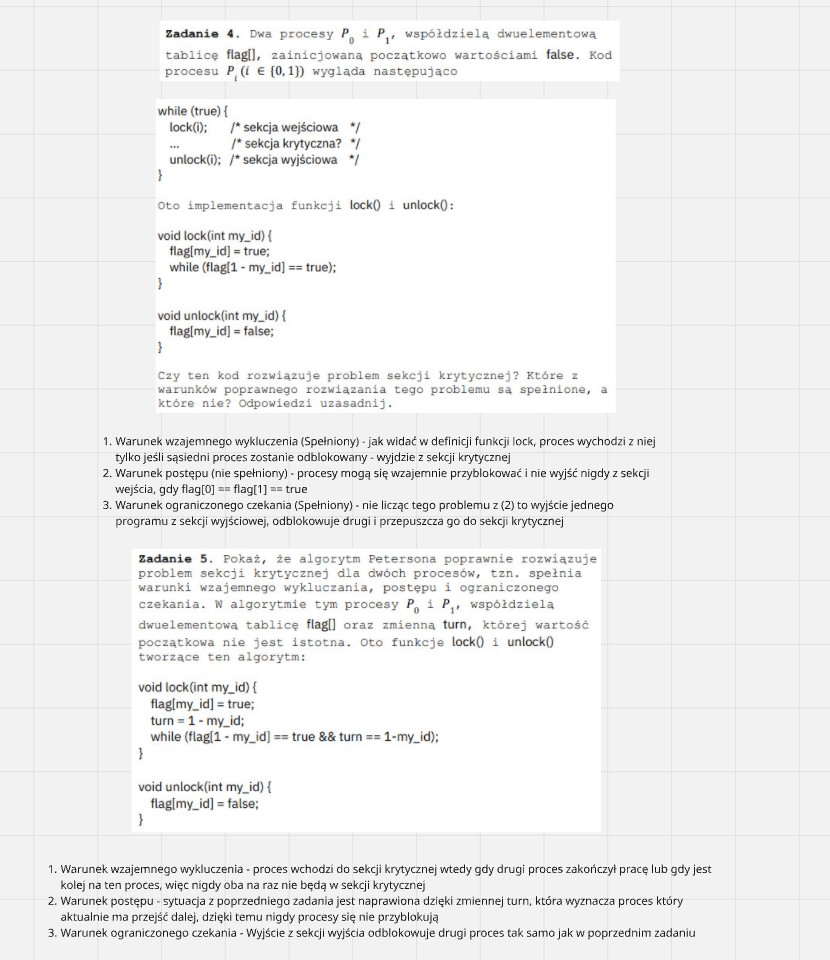 Zadanie 4. Dwa procesy P0 i P1, współdzielą dwuelementową
tablicę flag[], zainicjowaną początkowo wartościami false. Kod
procesu Pi (i ∈ {0,1}) wygląda następująco
while (true) {
lock(i); /* sekcja wejściowa */
... /* sekcja krytyczna? */
unlock(i); /* sekcja wyjściowa */
}
Oto implementacja funkcji lock() i unlock():
void lock(int my_id) {
flag[my_id] = true;
while (flag[1 - my_id] == true);
}
void unlock(int my_id) {
flag[my_id] = false;
}
Czy ten kod rozwiązuje problem sekcji krytycznej? Które z
warunków poprawnego rozwiązania tego problemu są spełnione, a
które nie? Odpowiedzi uzasadnij.
1. Warunek wzajemnego wykluczenia (Spełniony) - jak widać w definicji funkcji lock, proces wychodzi z niej
tylko jeśli sąsiedni proces zostanie odblokowany - wyjdzie z sekcji krytycznej
2. Warunek postępu (nie spełniony) - procesy mogą się wzajemnie przyblokować i nie wyjść nigdy z sekcji
wejścia, gdy flag[0] == flag[1] == true
3. Warunek ograniczonego czekania (Spełniony) - nie licząc tego problemu z (2) to wyjście jednego
programu z sekcji wyjściowej, odblokowuje drugi i przepuszcza go do sekcji krytycznej
Zadanie 5. Pokaż, że algorytm Petersona poprawnie rozwiązuje
problem sekcji krytycznej dla dwóch procesów, tzn. spełnia
warunki wzajemnego wykluczania, postępu i ograniczonego
czekania. W algorytmie tym procesy P0 i P1, współdzielą
dwuelementową tablicę flag[] oraz zmienną turn, której wartość
początkowa nie jest istotna. Oto funkcje lock() i unlock()
tworzące ten algorytm:
void lock(int my_id) {
flag[my_id] = true;
turn = 1 - my_id;
while (flag[1 - my_id] == true && turn == 1-my_id);
}
void unlock(int my_id) {
flag[my_id] = false;
}
1. Warunek wzajemnego wykluczenia - proces wchodzi do sekcji krytycznej wtedy gdy drugi proces zakończył pracę lub gdy jest
kolej na ten proces, więc nigdy oba na raz nie będą w sekcji krytycznej
2. Warunek postępu - sytuacja z poprzedniego zadania jest naprawiona dzięki zmiennej turn, która wyznacza proces który
aktualnie ma przejść dalej, dzięki temu nigdy procesy się nie przyblokują
3. Warunek ograniczonego czekania - Wyjście z sekcji wyjścia odblokowuje drugi proces tak samo jak w poprzednim zadaniu